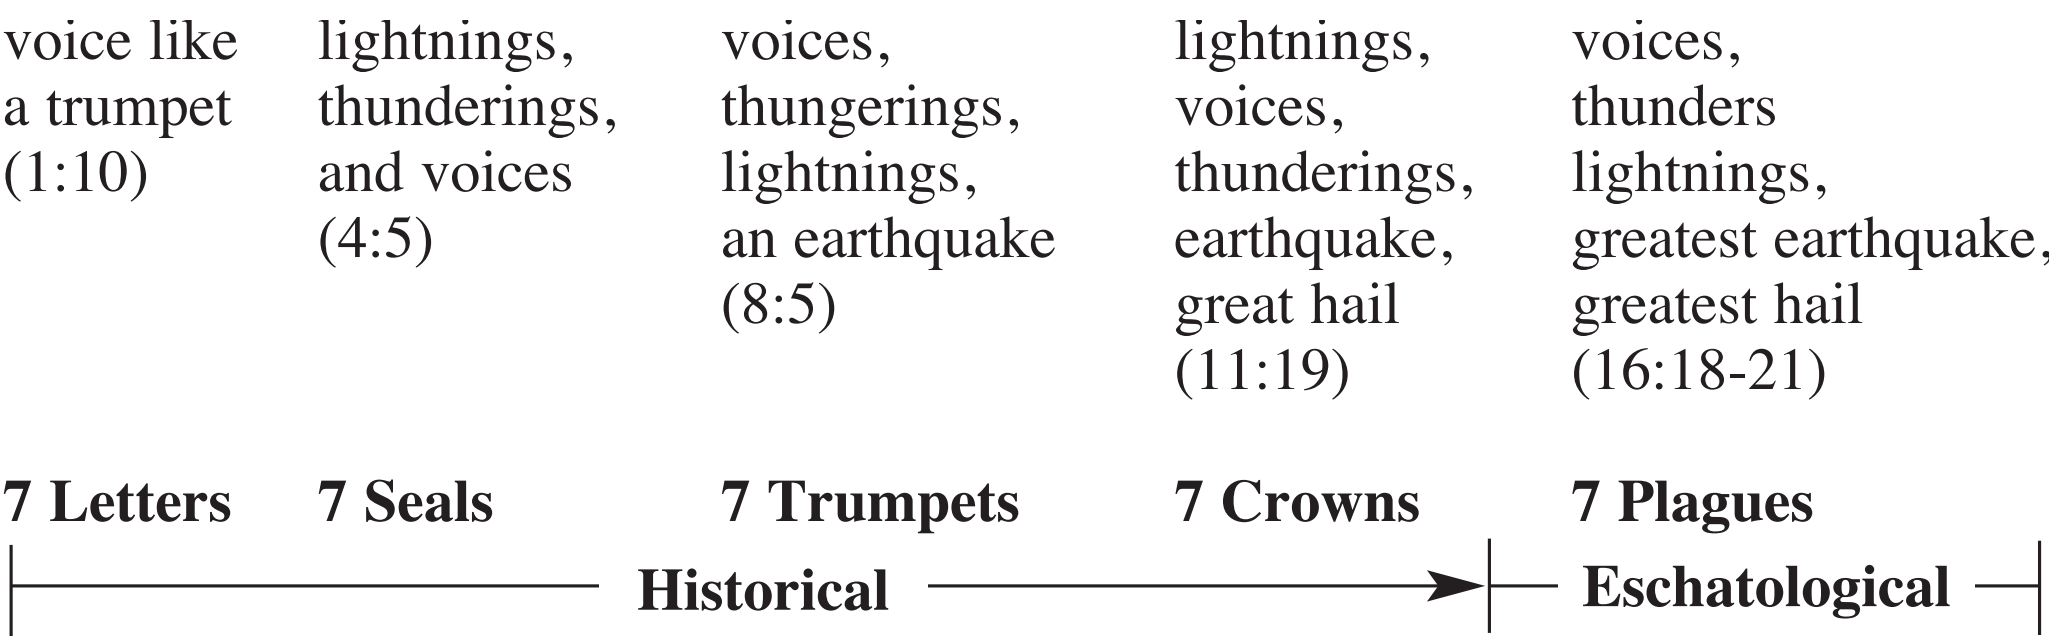 voice like
a trumpet
(1:10)
lightnings,
thunderings,
and voices
(4:5)
voices,
thungerings,
lightnings,
an earthquake
(8:5)
lightnings,
voices,
thunderings,
earthquake,
great hail
(11:19)
voices,
thunders
lightnings,
greatest earthquake,
greatest hail
(16:18-21)
7 Letters
7 Seals
7 Trumpets
7 Crowns
7 Plagues
Historical
Eschatological